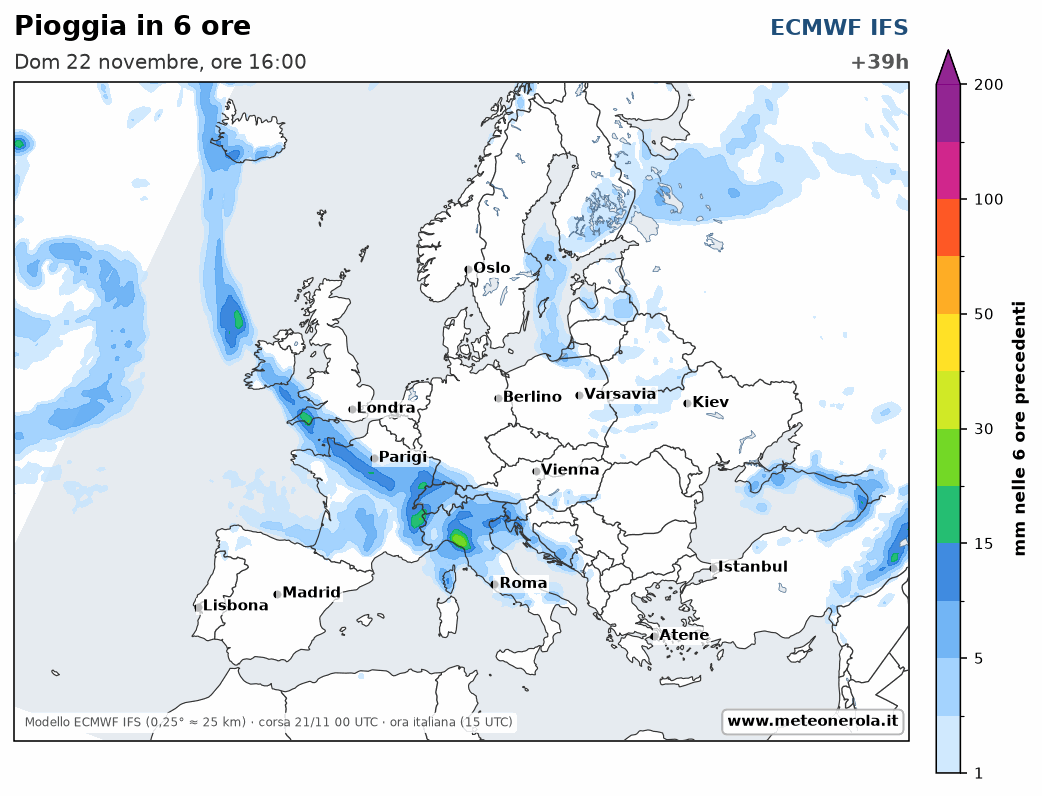 Pioggia in 6 ore
ECMWF IFS
Dom 22 novembre, ore 16:00
+39h
200
100
50
30
15
5
1
mm nelle 6 ore precedenti
Oslo
Londra
Berlino
Varsavia
Kiev
Parigi
Vienna
Istanbul
Roma
Madrid
Lisbona
Atene
Modello ECMWF IFS (0,25° ≈ 25 km) · corsa 21/11 00 UTC · ora italiana (15 UTC)
www.meteonerola.it